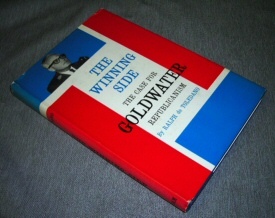 THE
WINNING
SIDE
THE CASE FOR
GOLDWATER
REPUBLICANISM
By RALPH de TOLEDANO